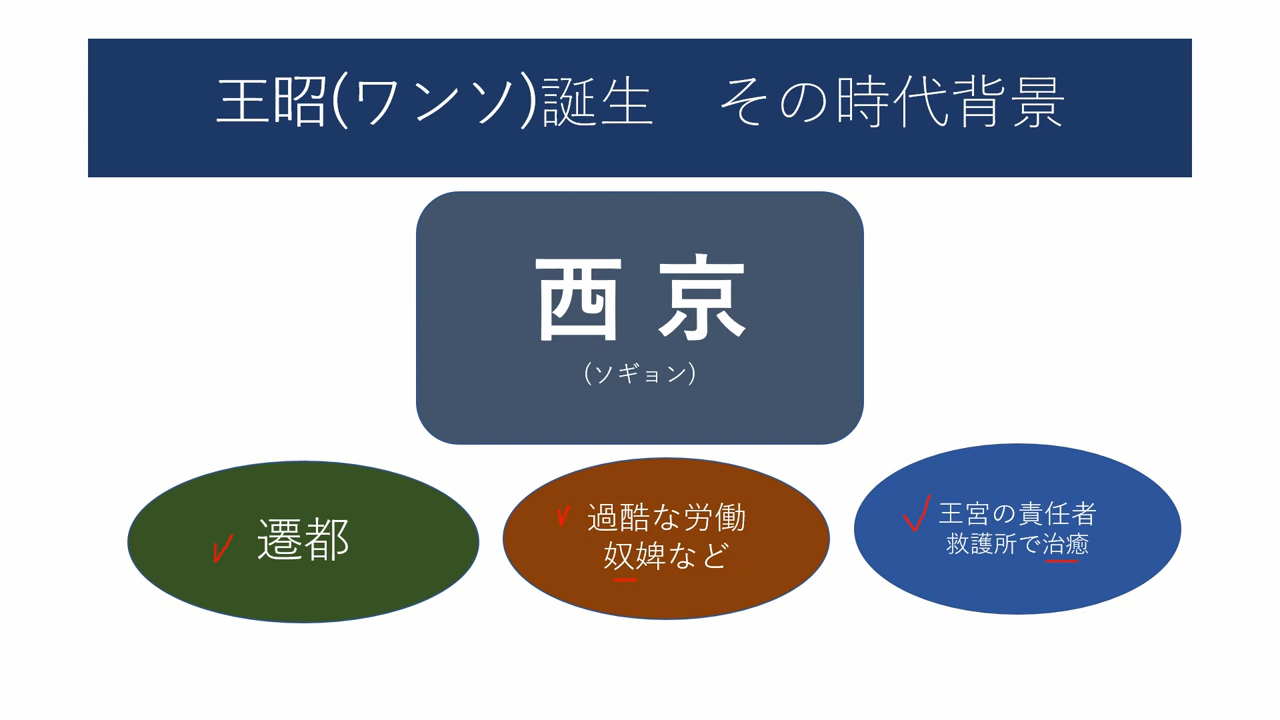 王昭(ワンソ)誕生　その時代背景
西 京
(ソギョン)
遷都
過酷な労働
奴婢など
王宮の責任者
救護所で治癒